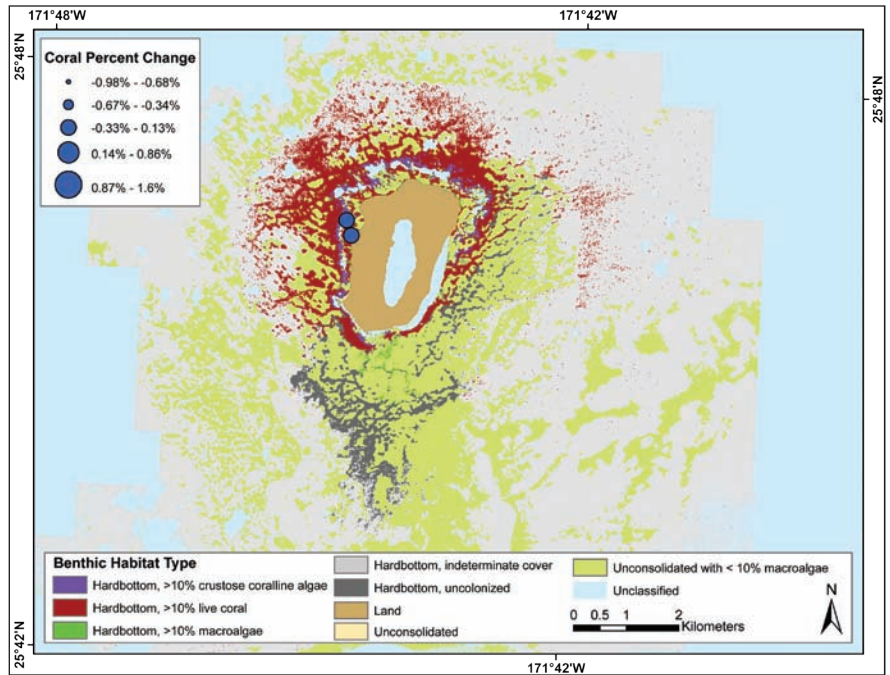 171°48'W 171°42'W
25°48'N
25°48'N
Coral Percent Change
-0.98% - -0.68%
-0.67% - -0.34%
-0.33% - 0.13%
0.14% - 0.86%
0.87% - 1.6%
Benthic Habitat Type
Hardbottom, >10% crustose coralline algae
Hardbottom, >10% live coral
Hardbottom, >10% macroalgae
Hardbottom, indeterminate cover
Hardbottom, uncolonized
Land
Unconsolidated
Unconsolidated with < 10% macroalgae
Unclassified
0 0.5 1 2
Kilometers
N
25°42'N
25°42'N
171°42'W